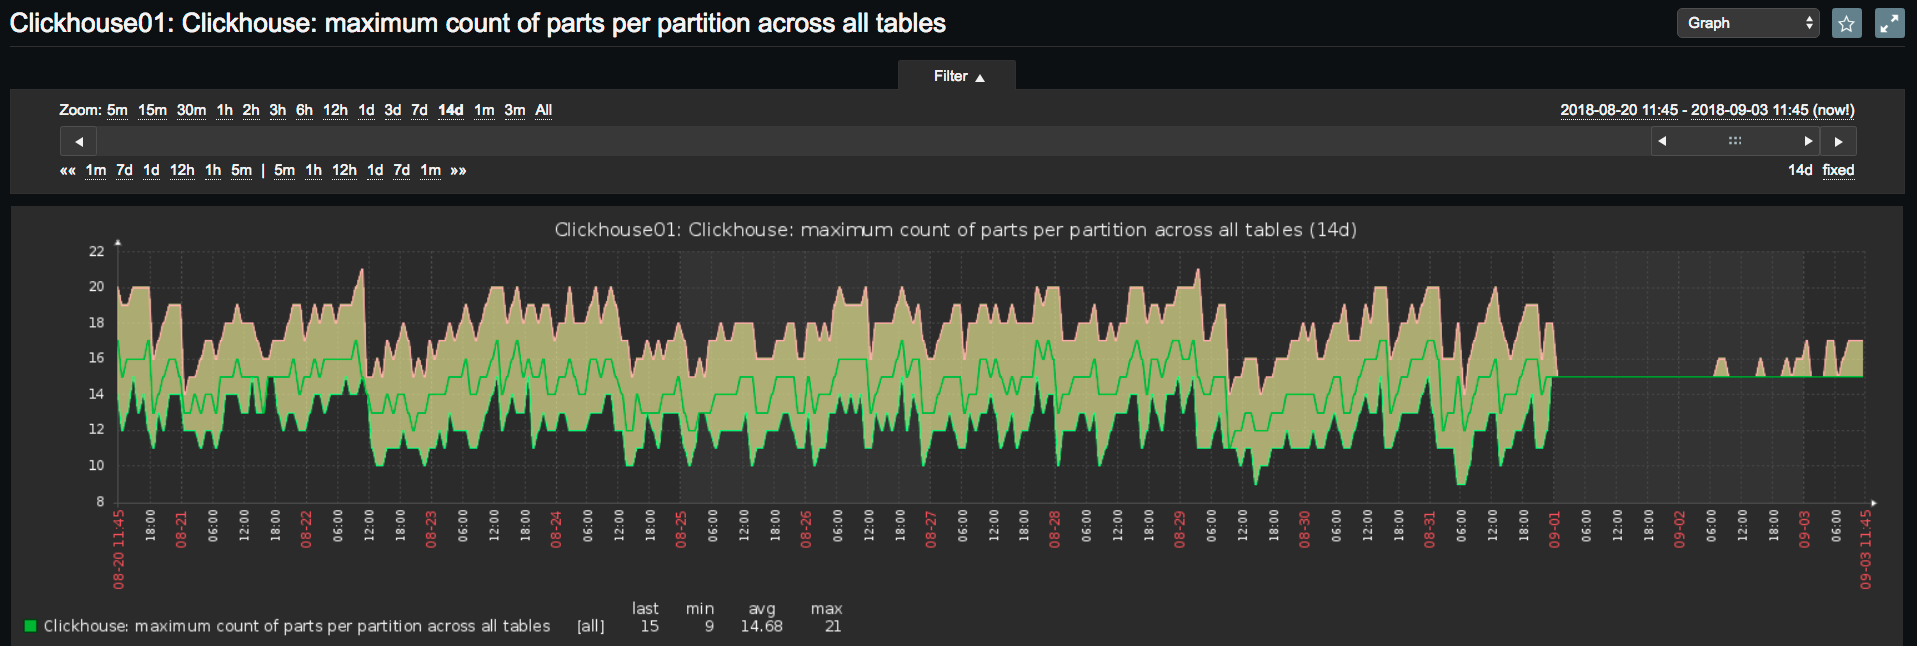 Clickhouse01: Clickhouse: maximum count of parts per partition across all tables
Graph
Filter ▲
Zoom: 5m 15m 30m 1h 2h 3h 6h 12h 1d 3d 7d 14d 1m 3m All
2018-08-20 11:45 - 2018-09-03 11:45 (now!)
«« 1m 7d 1d 12h 1h 5m | 5m 1h 12h 1d 7d 1m »»
14d fixed
Clickhouse01: Clickhouse: maximum count of parts per partition across all tables (14d)
22
20
18
16
14
12
10
8
08-20 11:45 18:00 08-21 06:00 12:00 18:00 08-22 06:00 12:00 18:00 08-23 06:00 12:00 18:00 08-24 06:00 12:00 18:00 08-25 06:00 12:00 18:00 08-26 06:00 12:00 18:00 08-27 06:00 12:00 18:00 08-28 06:00 12:00 18:00 08-29 06:00 12:00 18:00 08-30 06:00 12:00 18:00 08-31 06:00 12:00 18:00 09-01 06:00 12:00 18:00 09-02 06:00 12:00 18:00 09-03 06:00 09-03 11:45
last min avg max
Clickhouse: maximum count of parts per partition across all tables [all] 15 9 14.68 21